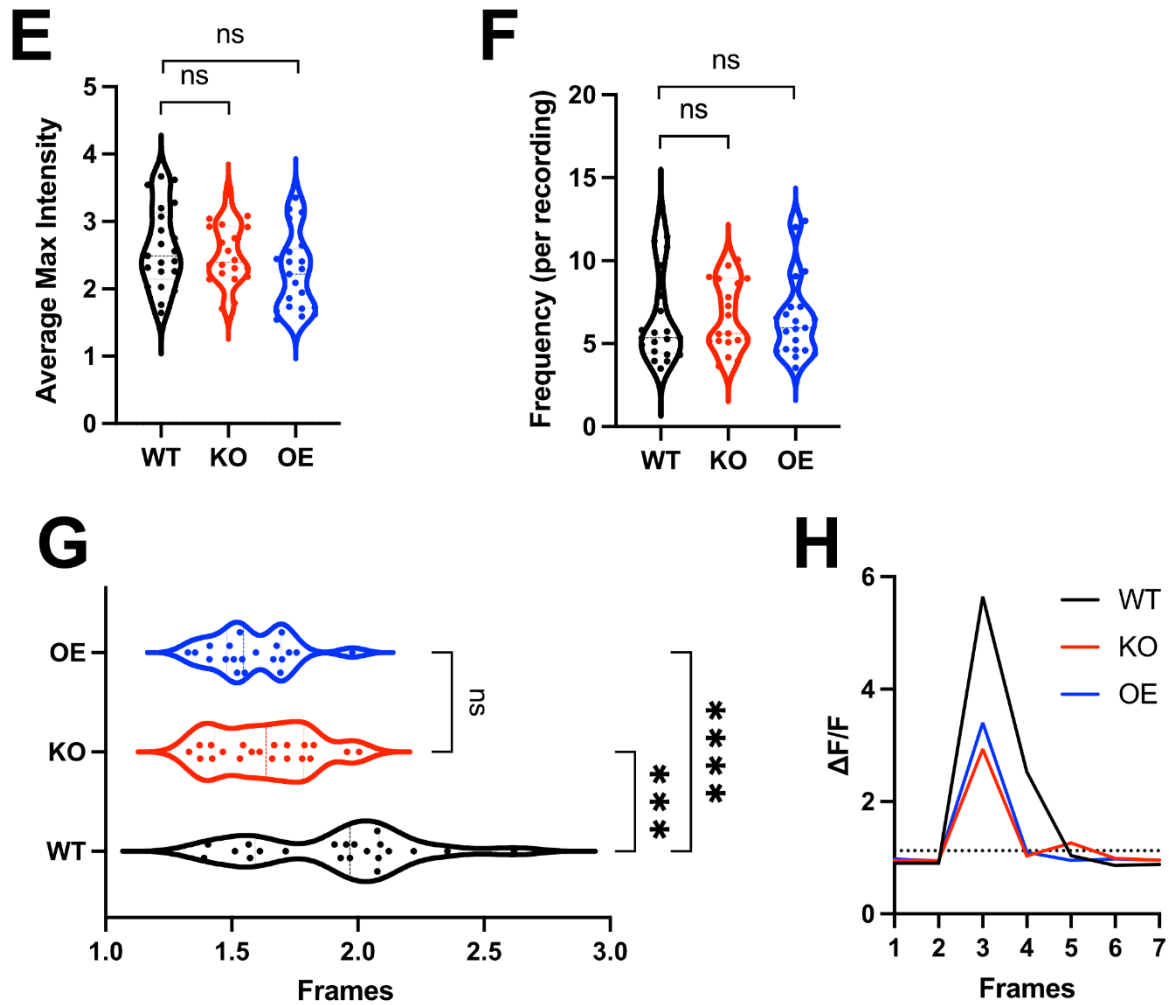 E
ns
ns
Average Max Intensity
5
4
3
2
1
0
WT KO OE
F
ns
ns
Frequency (per recording)
20
15
10
5
0
WT KO OE
G
OE
KO
WT
ns
***
****
1.0 1.5 2.0 2.5 3.0
Frames
H
ΔF/F
6
4
2
0
WT
KO
OE
1 2 3 4 5 6 7
Frames